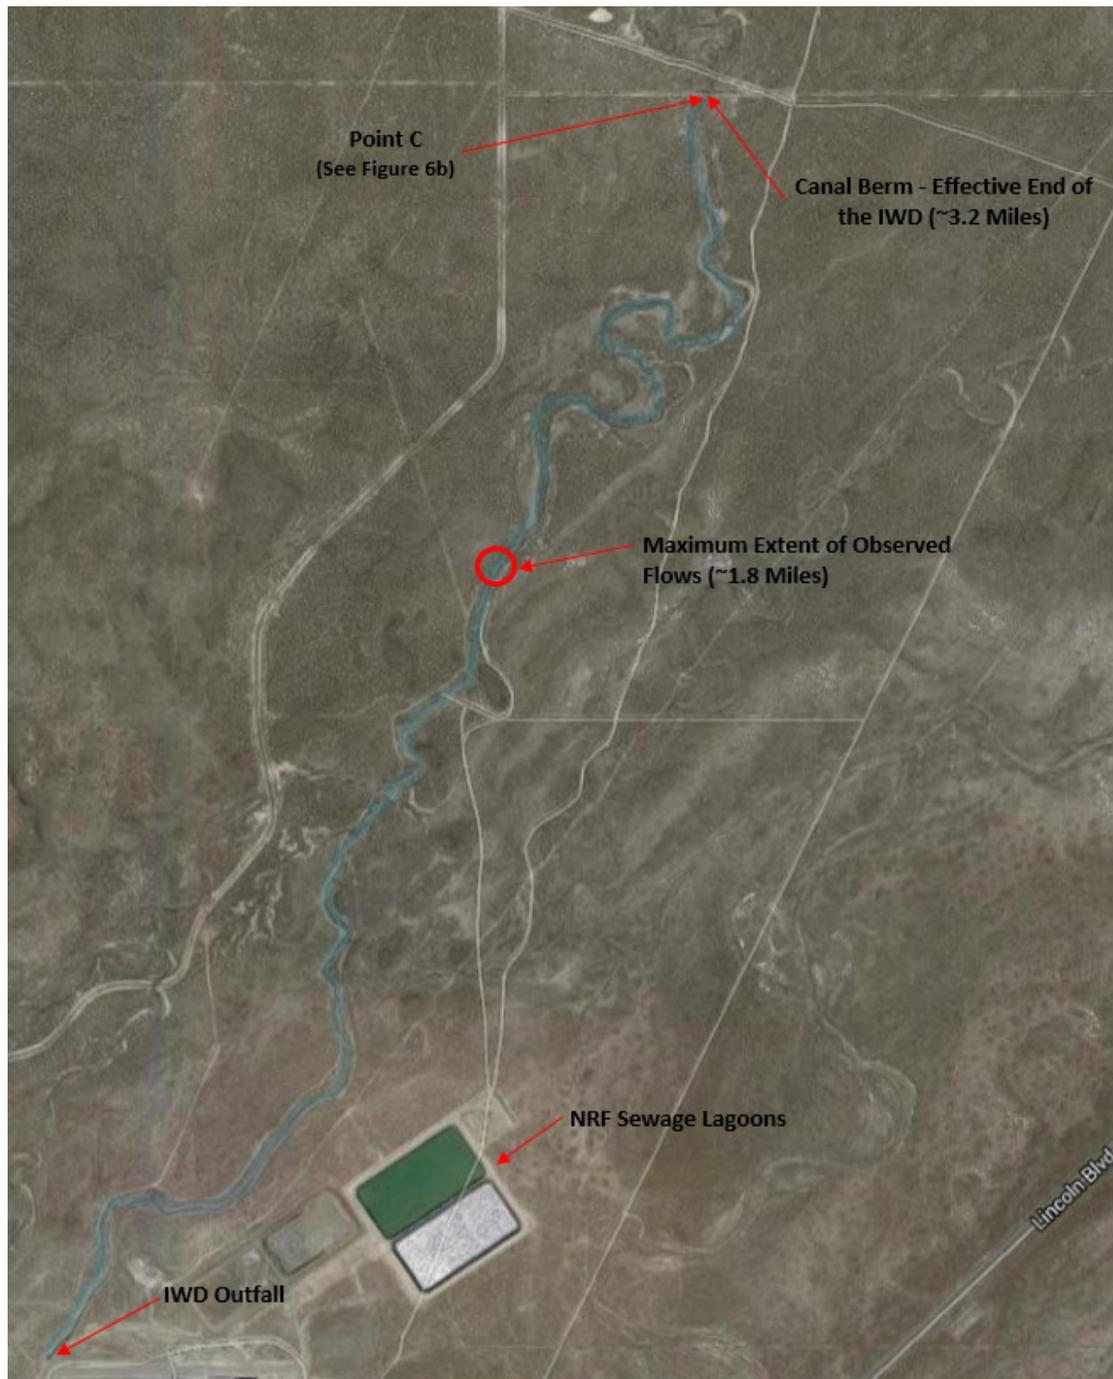 Point C
(See Figure 6b)
Canal Berm - Effective End of
the IWD (~3.2 Miles)
Maximum Extent of Observed
Flows (~1.8 Miles)
NRF Sewage Lagoons
Lincoln Blvd
IWD Outfall